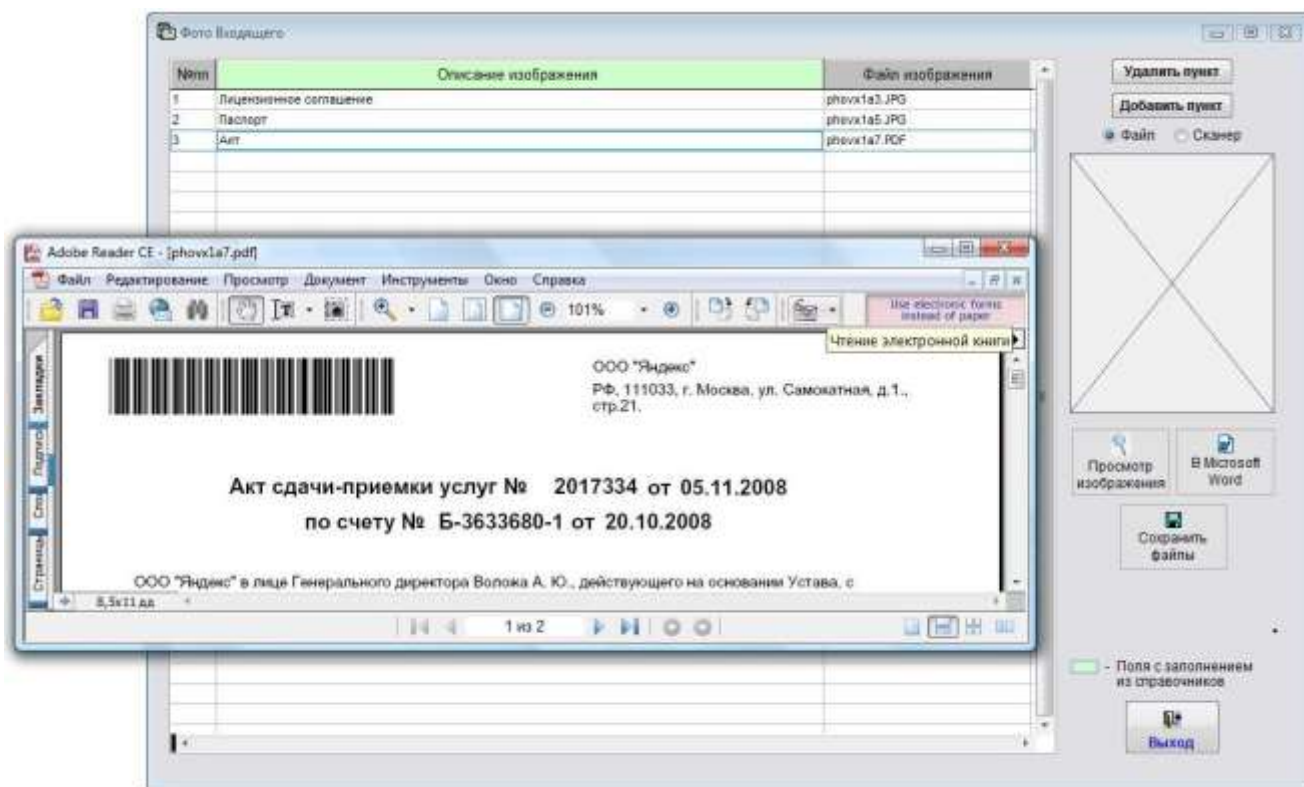 Фото Входящего
№пп Описание изображения Файл изображения
1 Лицензионное соглашение phovx1a3.JPG
2 Паспорт phovx1a5.JPG
3 Акт phovx1a7.PDF
Удалить пункт
Добавить пункт
Файл Сканер
Просмотр изображения
В Microsoft Word
Сохранить файлы
- Поля с заполнением
из справочников
Выход
Adobe Reader CE - [phovx1a7.pdf]
Файл Редактирование Просмотр Документ Инструменты Окно Справка
101%
Use electronic forms
instead of paper
Чтение электронной книги
Закладки
Подписи
Страницы
ООО "Яндекс"
РФ, 111033, г. Москва, ул. Самокатная, д.1.,
стр.21.
Акт сдачи-приемки услуг № 2017334 от 05.11.2008
по счету № Б-3633680-1 от 20.10.2008
ООО "Яндекс" в лице Генерального директора Воложа А. Ю., действующего на основании Устава, с
8,5x11 дд
1 из 2